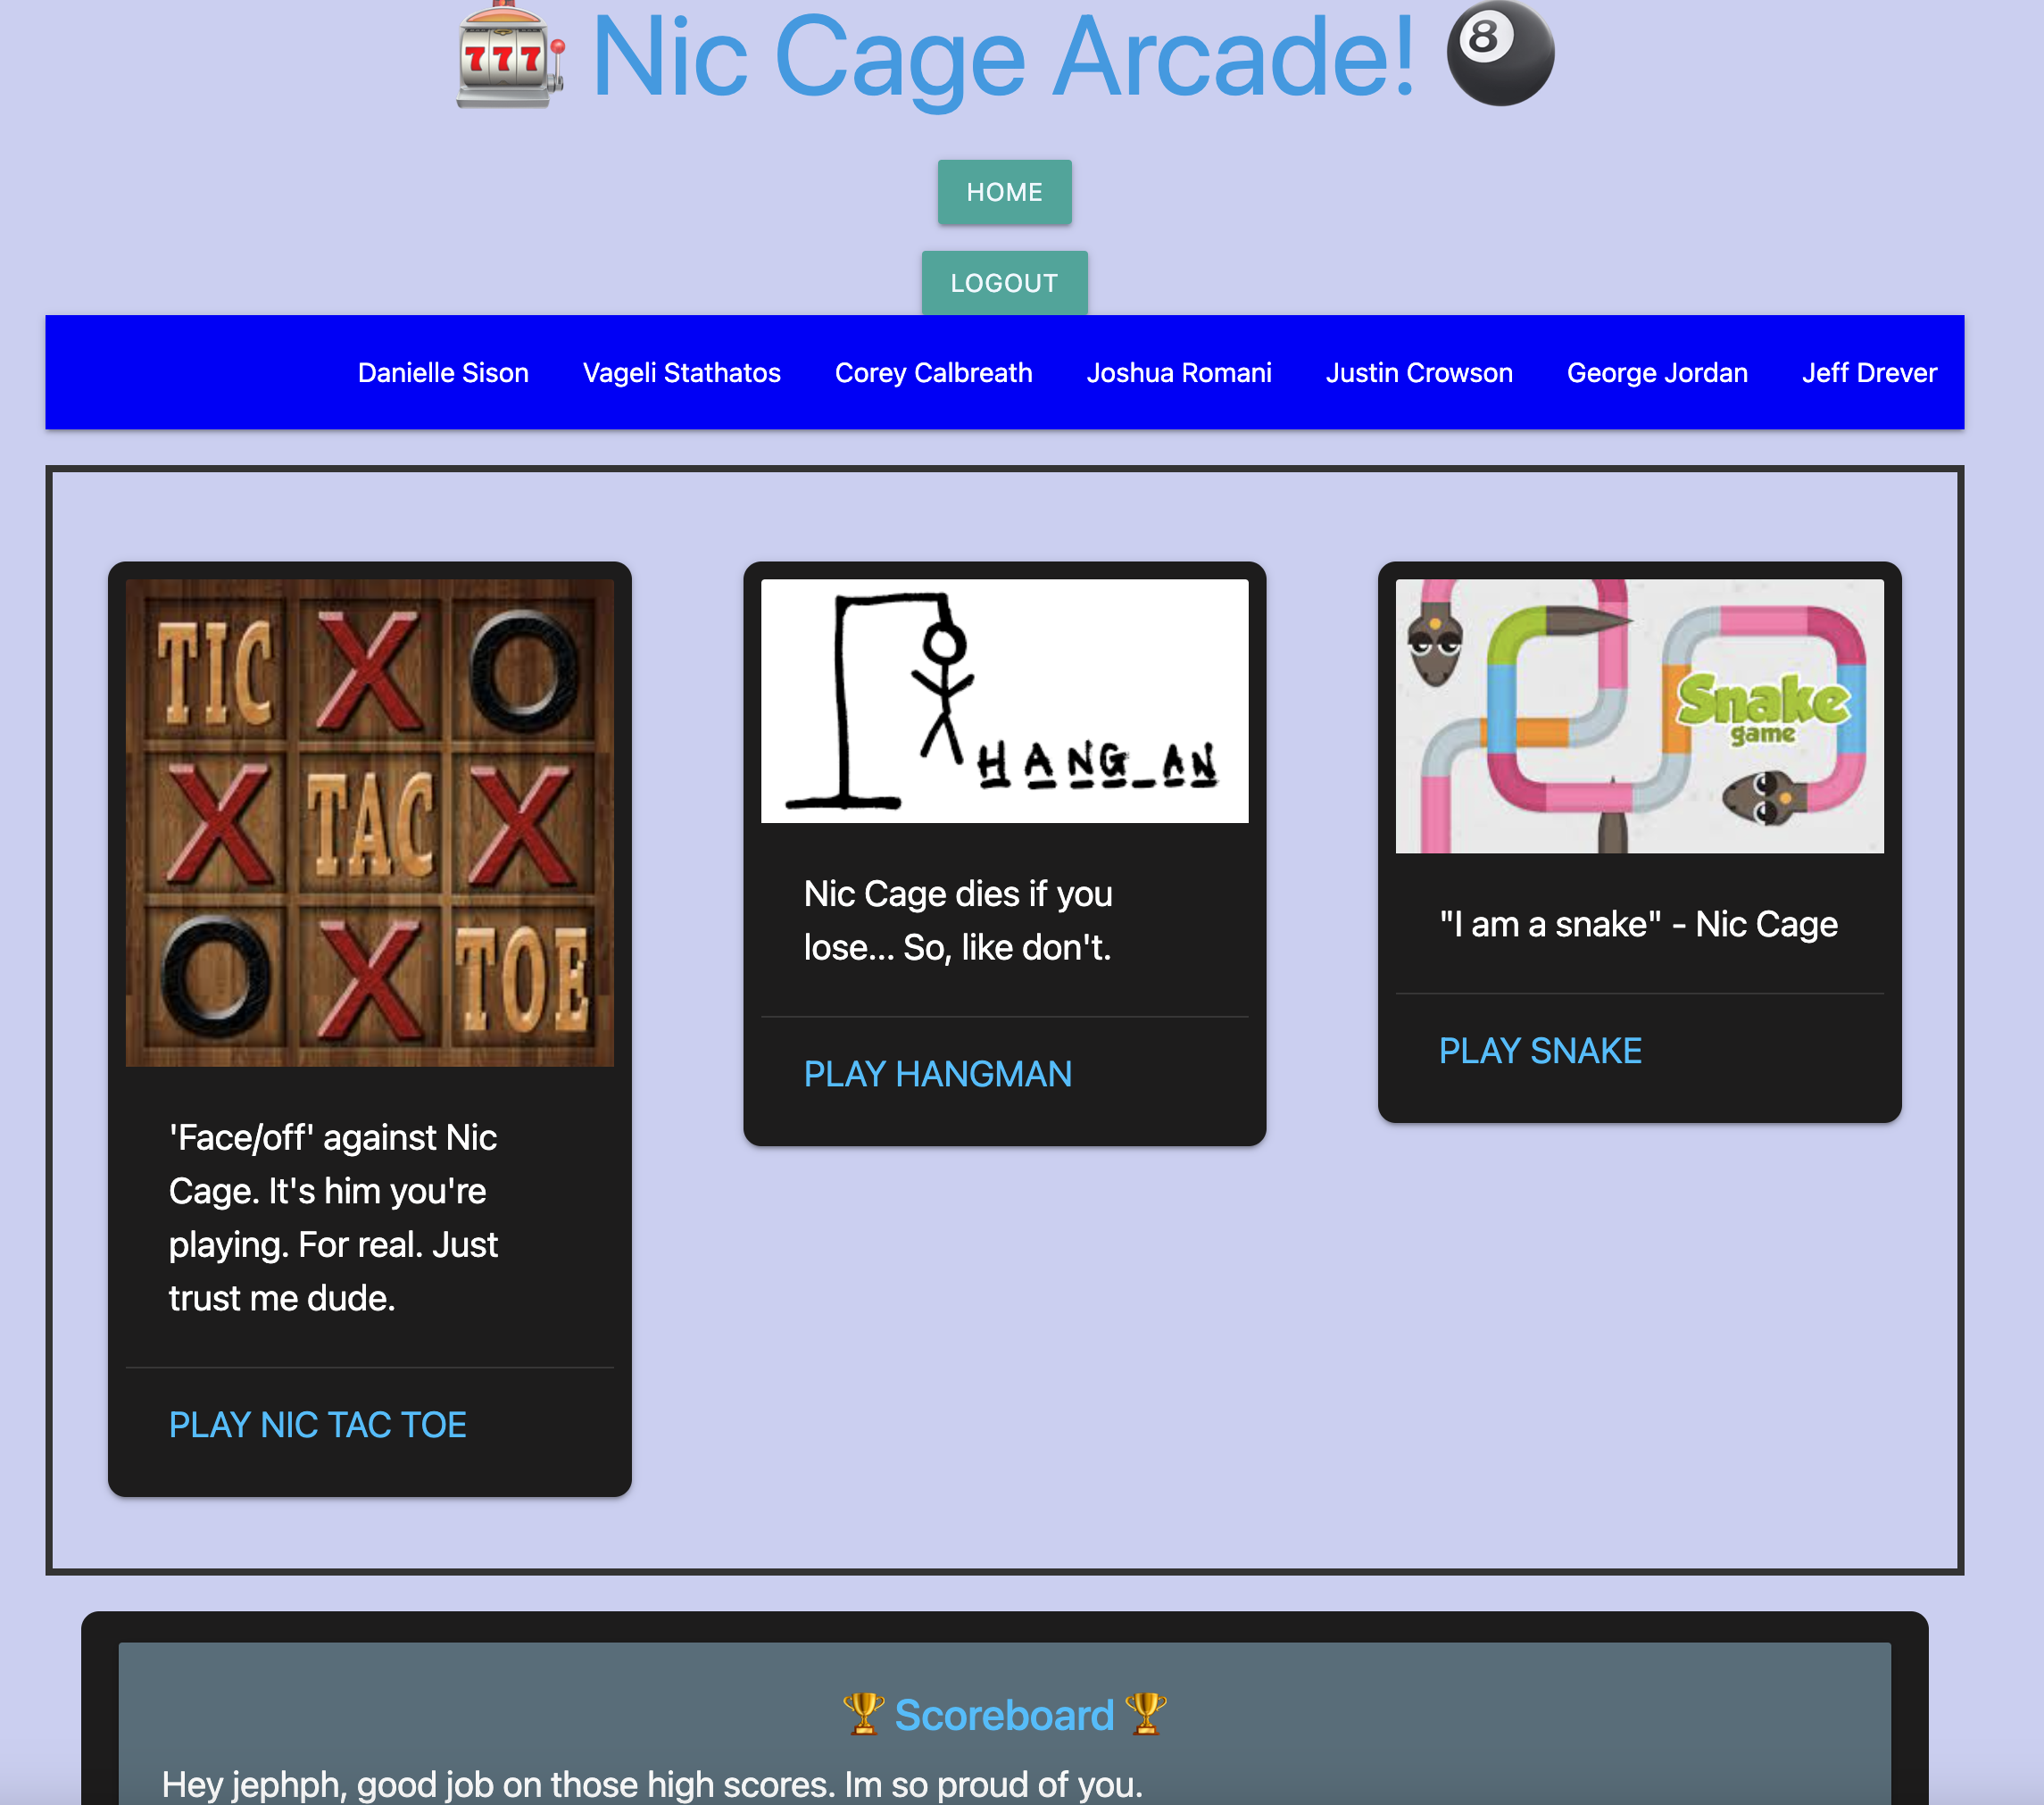 777 Nic Cage Arcade! 8
HOME
LOGOUT
Danielle Sison Vageli Stathatos Corey Calbreath Joshua Romani Justin Crowson George Jordan Jeff Drever
TIC X O
X TAC X
O X TOE
'Face/off' against Nic
Cage. It's him you're
playing. For real. Just
trust me dude.
PLAY NIC TAC TOE
HANG_AN
Nic Cage dies if you
lose... So, like don't.
PLAY HANGMAN
Snake
game
"I am a snake" - Nic Cage
PLAY SNAKE
🏆 Scoreboard 🏆
Hey jephph, good job on those high scores. Im so proud of you.